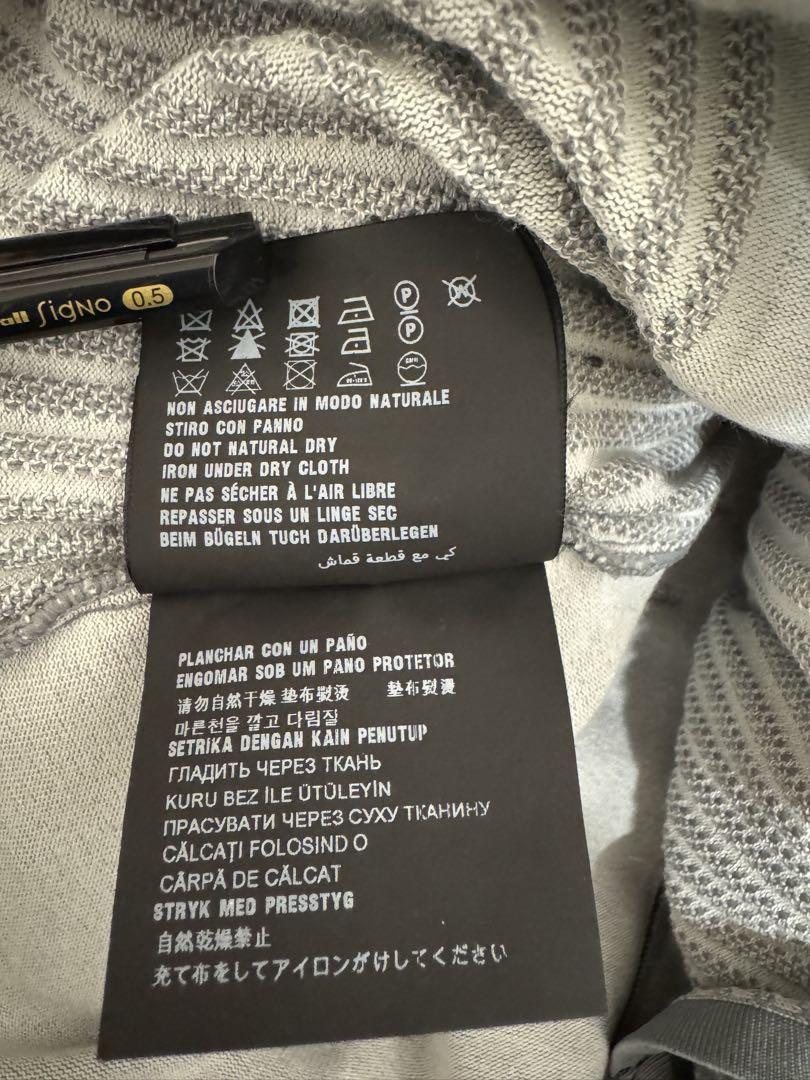 all SigNo 0.5
P
W
P
NON ASCIUGARE IN MODO NATURALE
STIRO CON PANNO
DO NOT NATURAL DRY
IRON UNDER DRY CLOTH
NE PAS SÉCHER À L'AIR LIBRE
REPASSER SOUS UN LINGE SEC
BEIM BÜGELN TUCH DARÜBERLEGEN
كي مع قطعة قماش
PLANCHAR CON UN PAÑO
ENGOMAR SOB UM PANO PROTETOR
请勿自然干燥 垫布熨烫 墊布熨燙
마른천을 깔고 다림질
SETRIKA DENGAN KAIN PENUTUP
ГЛАДИТЬ ЧЕРЕЗ ТКАНЬ
KURU BEZ İLE ÜTÜLEYİN
ПРАСУВАТИ ЧЕРЕЗ СУХУ ТКАНИНУ
CĂLCAȚI FOLOSIND O
CÂRPĂ DE CĂLCAT
STRYK MED PRESSTYG
自然乾燥禁止
充て布をしてアイロンがけしてください